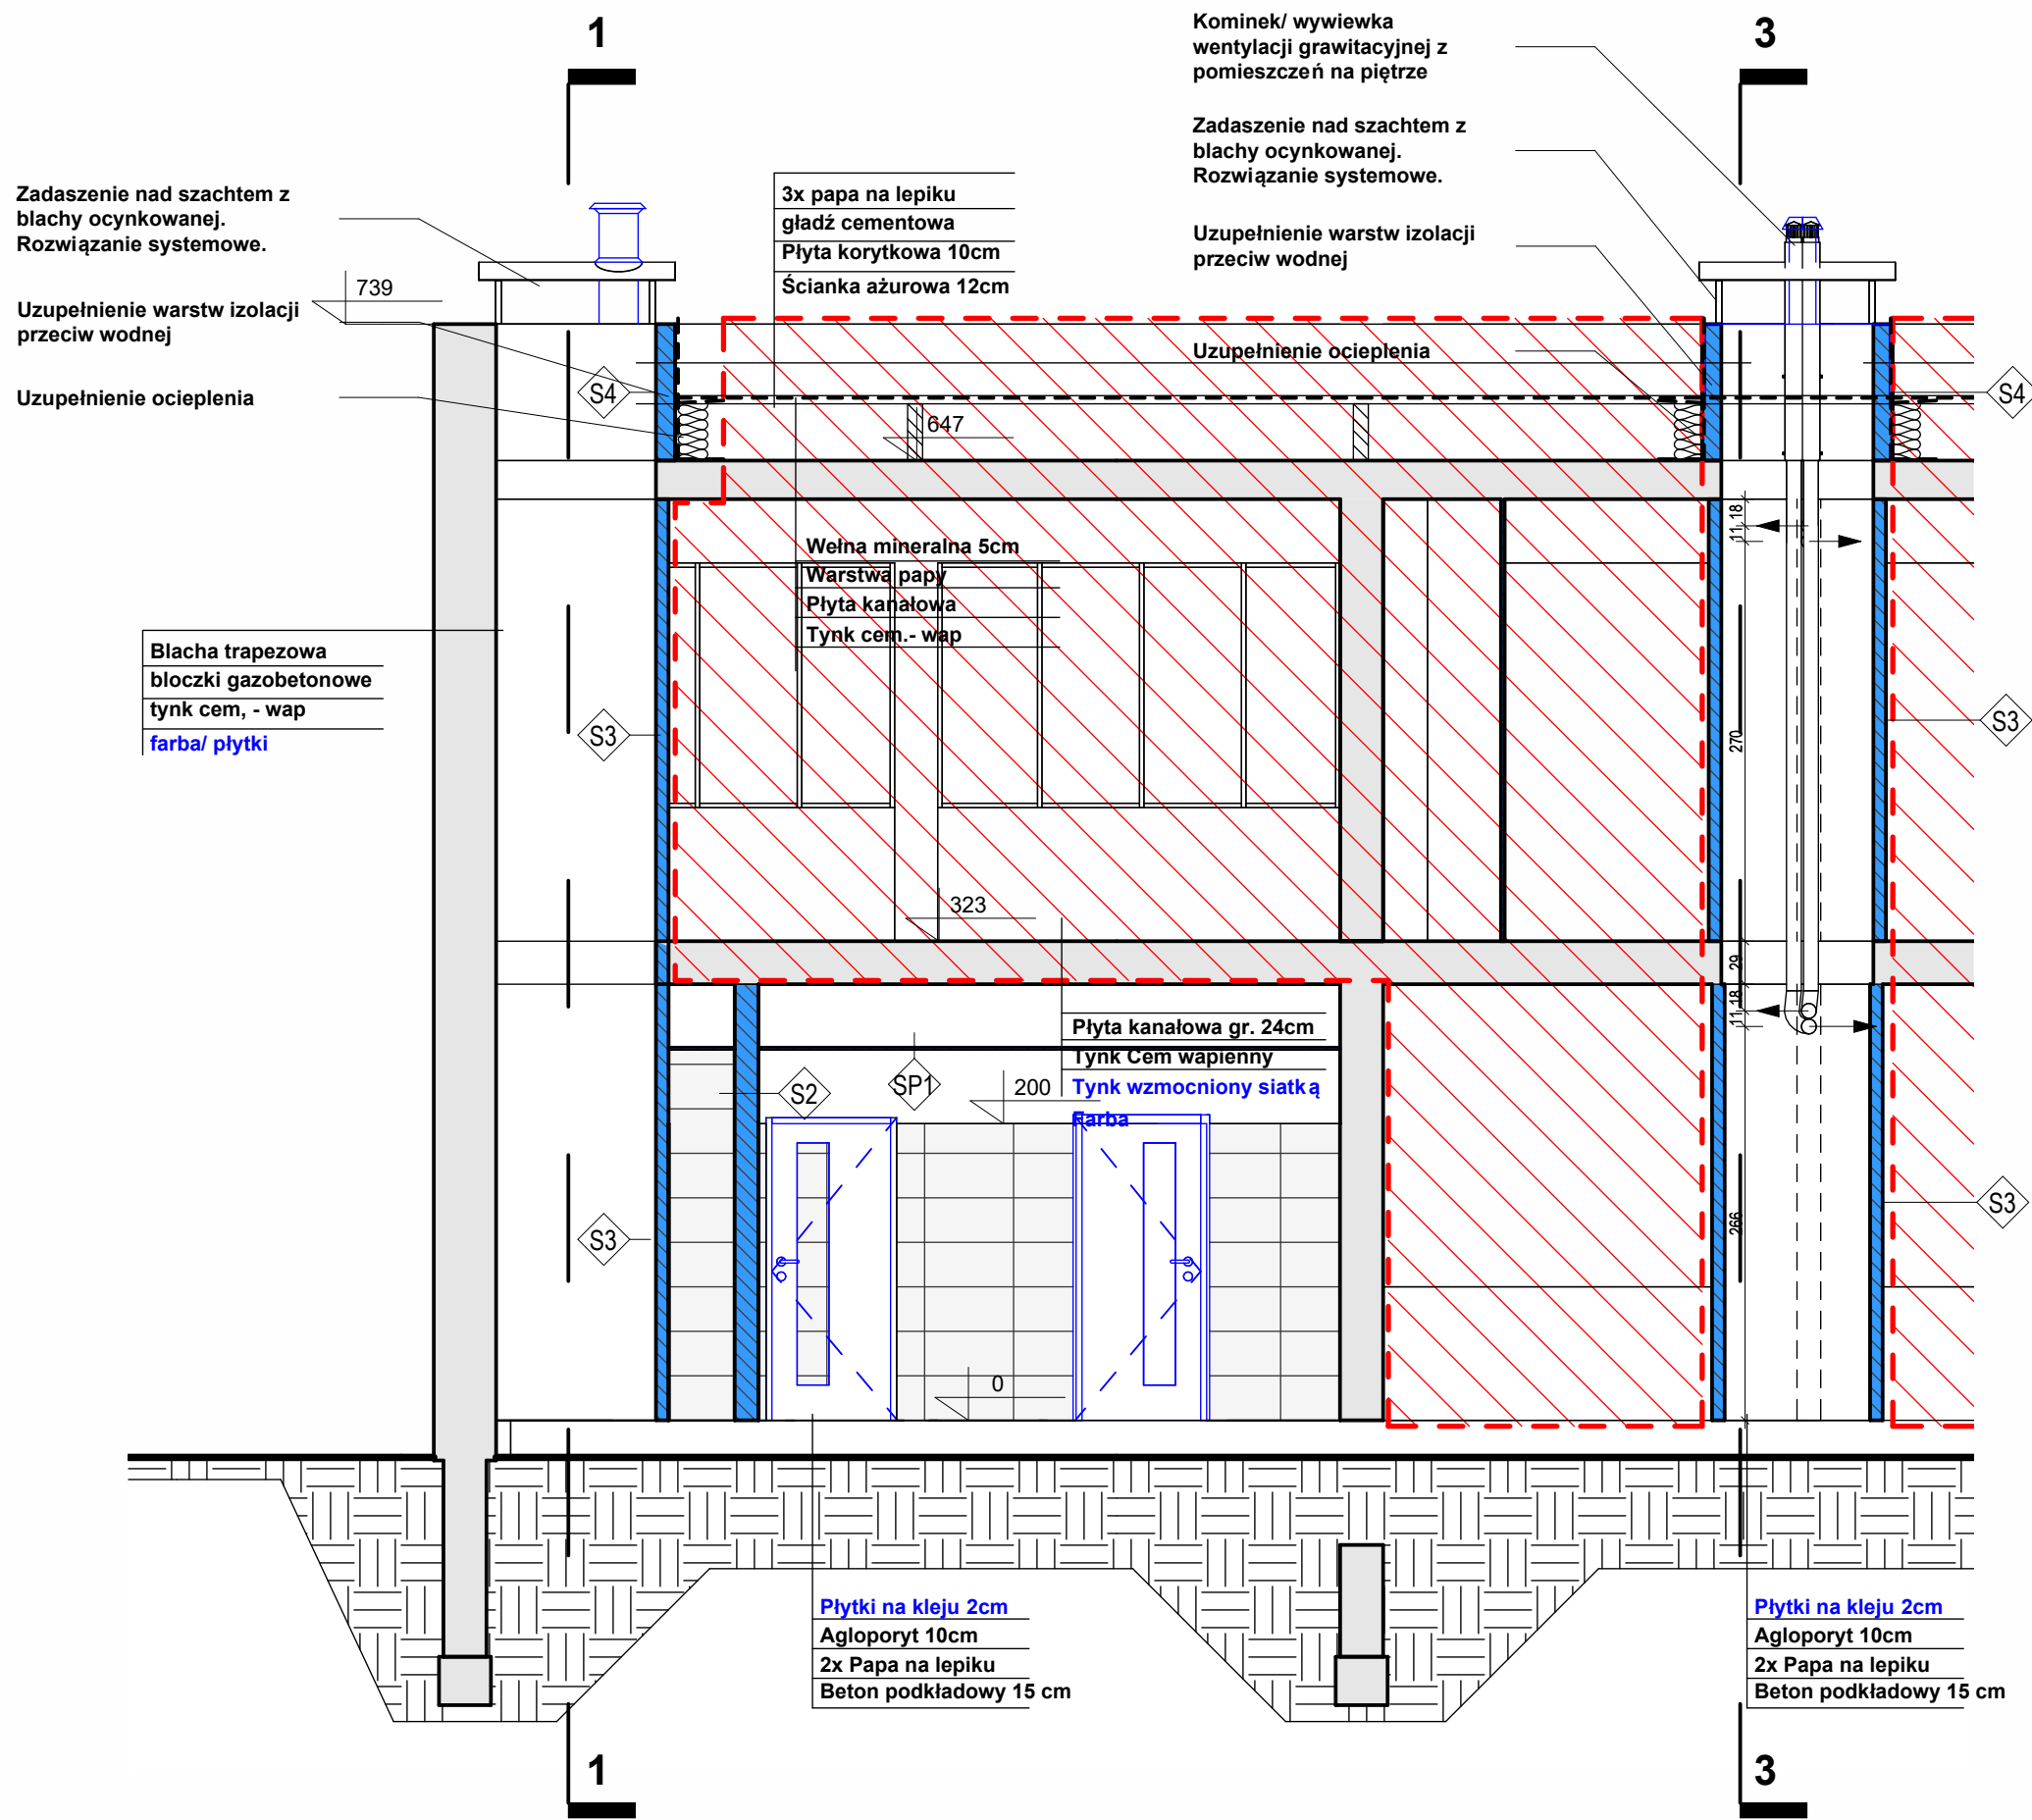 1
3
Kominek/ wywiewka
wentylacji grawitacyjnej z
pomieszczeń na piętrze
Zadaszenie nad szachtem z
blachy ocynkowanej.
Rozwiązanie systemowe.
Uzupełnienie warstw izolacji
przeciw wodnej
Uzupełnienie ocieplenia
Zadaszenie nad szachtem z
blachy ocynkowanej.
Rozwiązanie systemowe.
739
Uzupełnienie warstw izolacji
przeciw wodnej
Uzupełnienie ocieplenia
3x papa na lepiku
gładź cementowa
Płyta korytkowa 10cm
Ścianka ażurowa 12cm
S4
S4
647
Wełna mineralna 5cm
Warstwa papy
Płyta kanałowa
Tynk cem.- wap
Blacha trapezowa
bloczki gazobetonowe
tynk cem, - wap
farba/ płytki
S3
S3
11 18
270
323
29
11 18
266
Płyta kanałowa gr. 24cm
Tynk Cem wapienny
Tynk wzmocniony siatką
Farba
S2
SP1
200
S3
S3
0
Płytki na kleju 2cm
Agloporyt 10cm
2x Papa na lepiku
Beton podkładowy 15 cm
Płytki na kleju 2cm
Agloporyt 10cm
2x Papa na lepiku
Beton podkładowy 15 cm
1
3